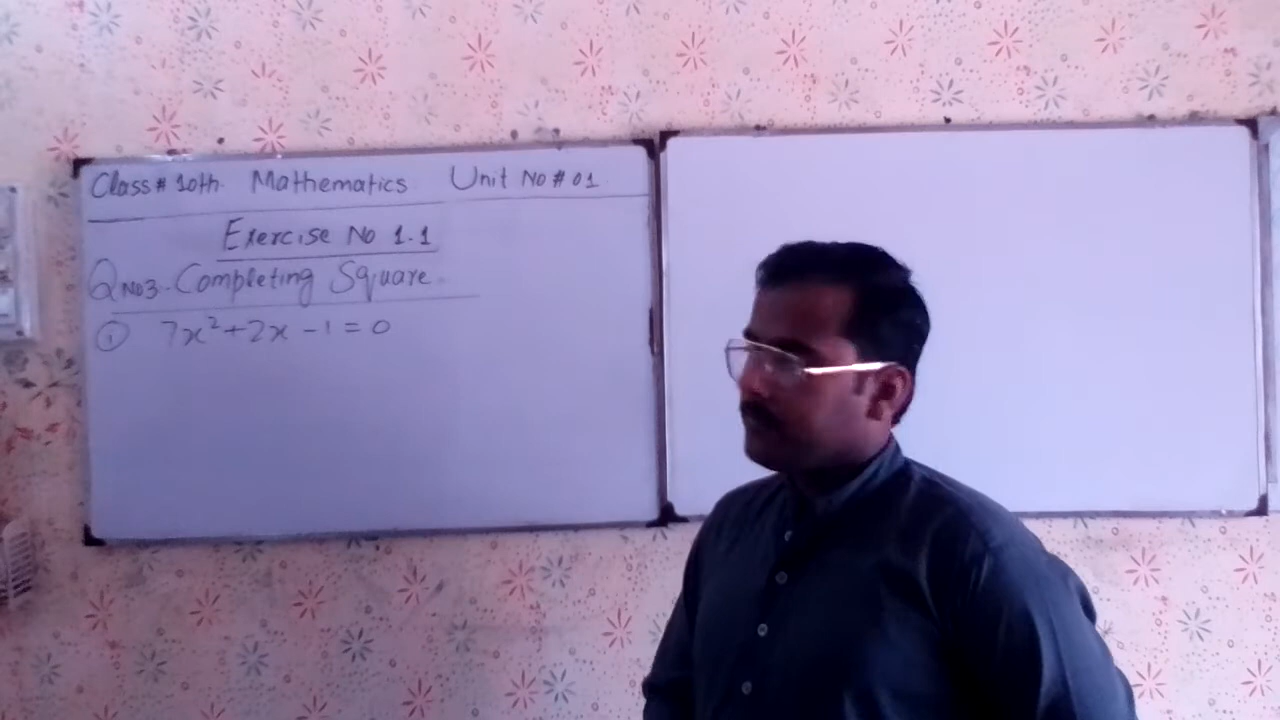 Class# 10th. Mathematics. Unit No # 01.
Exercise No 1.1
Q No3. Completing Square.
① 7x²+2x-1=0